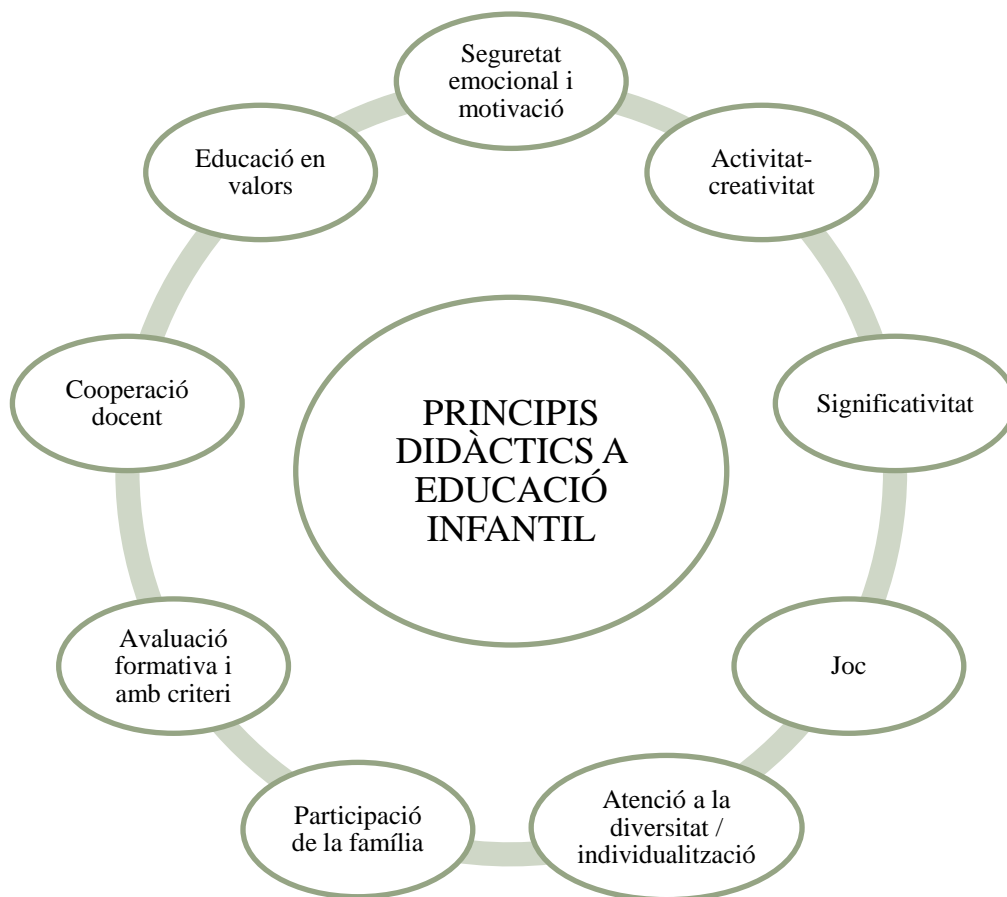 Seguretat
emocional i
motivació
Activitat-
creativitat
Significativitat
Joc
Atenció a la
diversitat /
individualització
Participació
de la família
Avaluació
formativa i
amb criteri
Cooperació
docent
Educació en
valors
PRINCIPIS
DIDÀCTICS A
EDUCACIÓ
INFANTIL